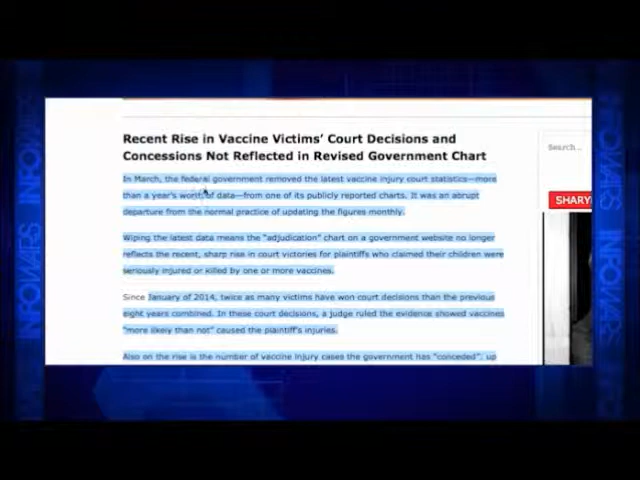 Recent Rise in Vaccine Victims' Court Decisions and
Concessions Not Reflected in Revised Government Chart
Search...
In March, the federal government removed the latest vaccine injury court statistics—more
than a year's worth of data—from one of its publicly reported charts. It was an abrupt
departure from the normal practice of updating the figures monthly.
SHARY
Wiping the latest data means the "adjudication" chart on a government website no longer
reflects the recent, sharp rise in court victories for plaintiffs who claimed their children were
seriously injured or killed by one or more vaccines.
Since January of 2014, twice as many victims have won court decisions than the previous
eight years combined. In these court decisions, a judge ruled the evidence showed vaccines
"more likely than not" caused the plaintiff's injuries.
Also on the rise is the number of vaccine injury cases the government has "conceded", up
INFOWARS
INFOWARS